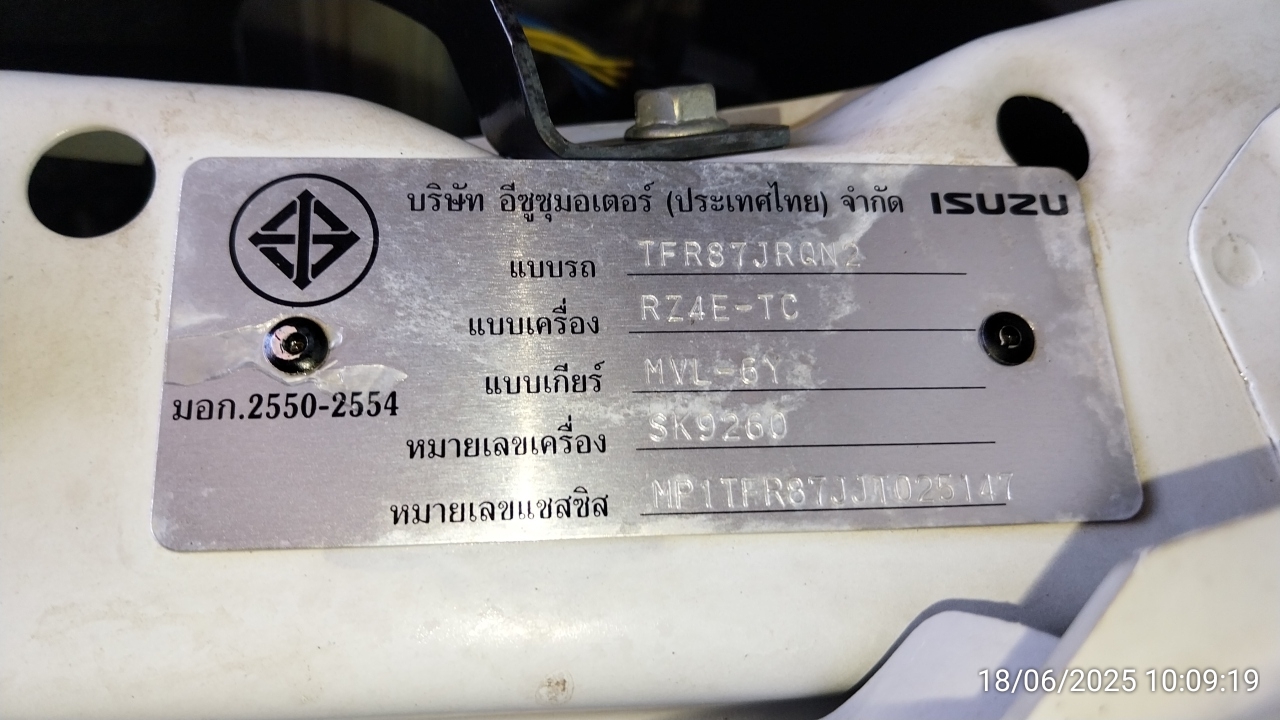 บริษัท อีซูซุมอเตอร์ (ประเทศไทย) จำกัด ISUZU
แบบรถ TFR87JRQN2
แบบเครื่อง RZ4E-TC
แบบเกียร์ MVL-6Y
มอก.2550-2554
หมายเลขเครื่อง SK9260
หมายเลขแชสซิส MP1TFR87JJT025147
18/06/2025 10:09:19